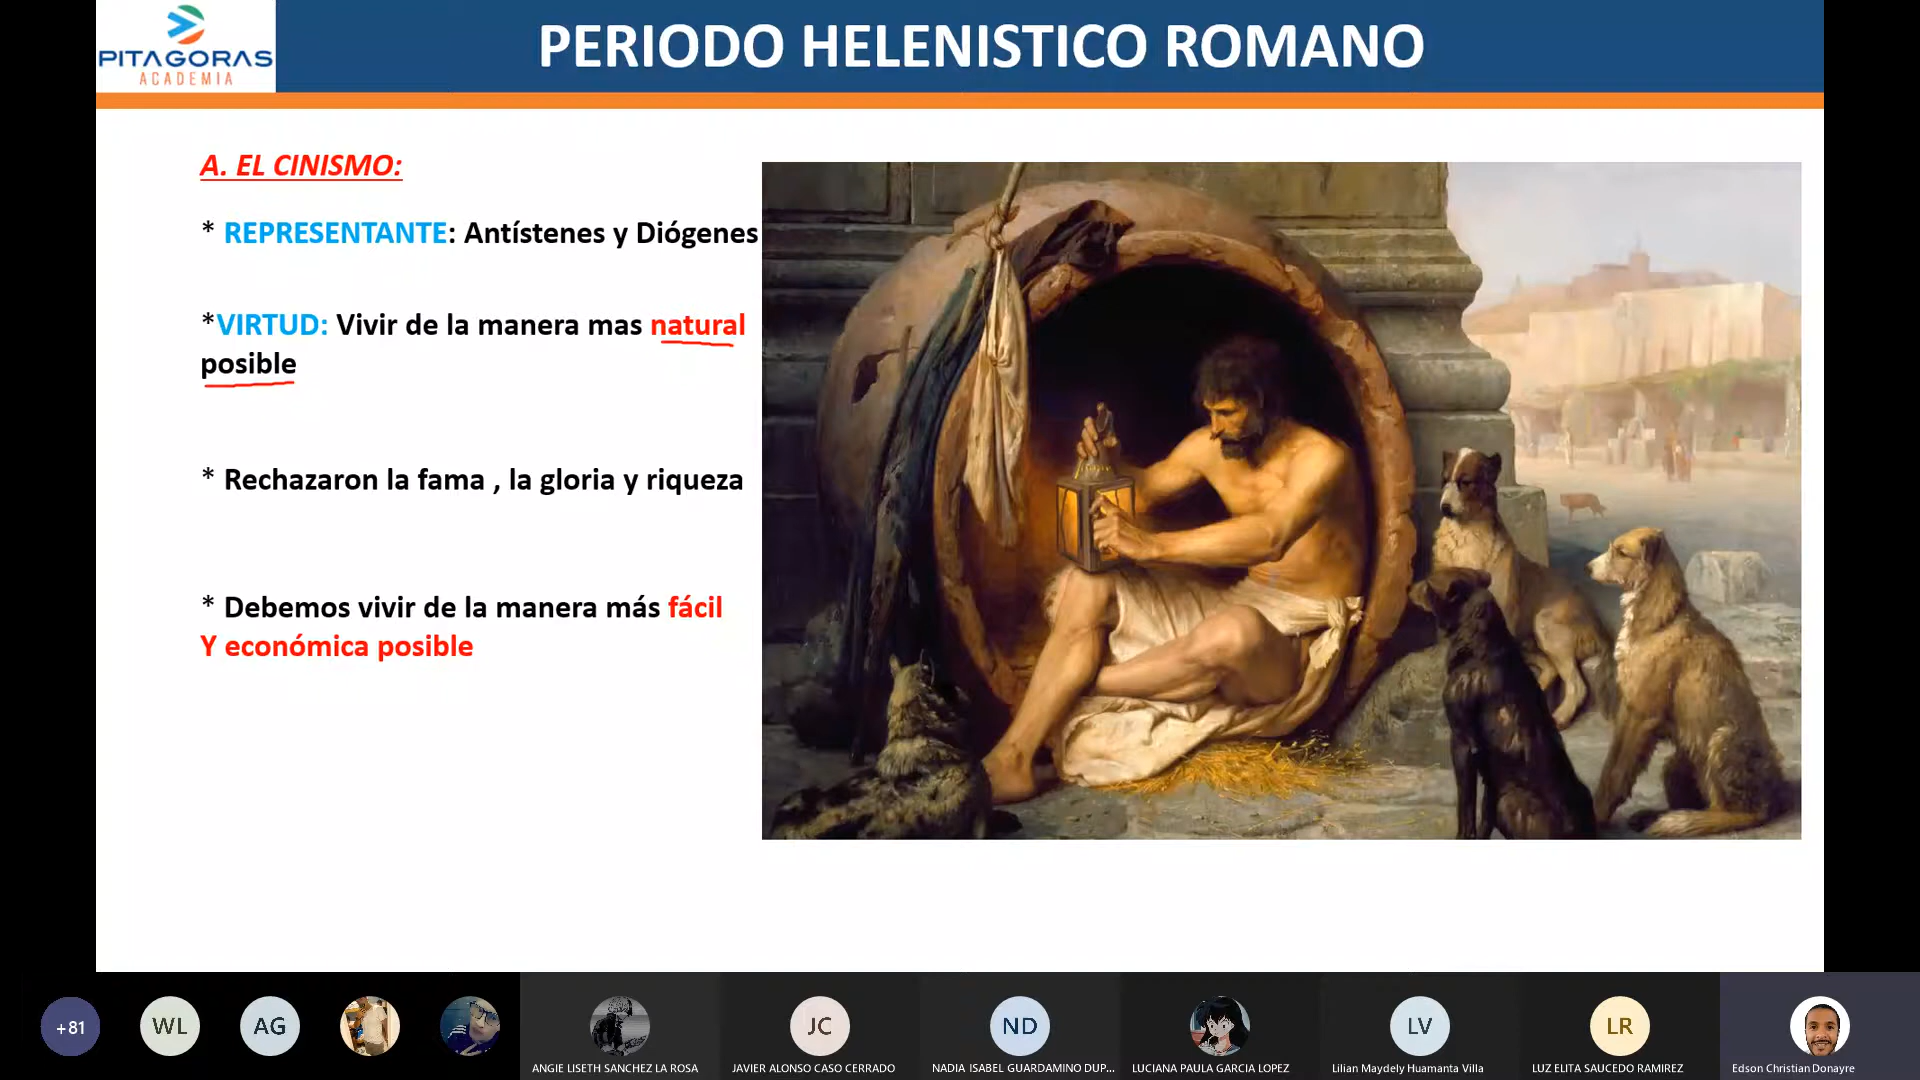 PITAGORAS
ACADEMIA
PERIODO HELENISTICO ROMANO
A. EL CINISMO:
* REPRESENTANTE: Antístenes y Diógenes
*VIRTUD: Vivir de la manera mas natural
posible
* Rechazaron la fama , la gloria y riqueza
* Debemos vivir de la manera más fácil
Y económica posible
+81
WL
AG
JC
ND
LV
LR
ANGIE LISETH SANCHEZ LA ROSA
JAVIER ALONSO CASO CERRADO
NADIA ISABEL GUARDAMINO DUP...
LUCIANA PAULA GARCIA LOPEZ
Lilian Maydely Huamanta Villa
LUZ ELITA SAUCEDO RAMIREZ
Edson Christian Donayre